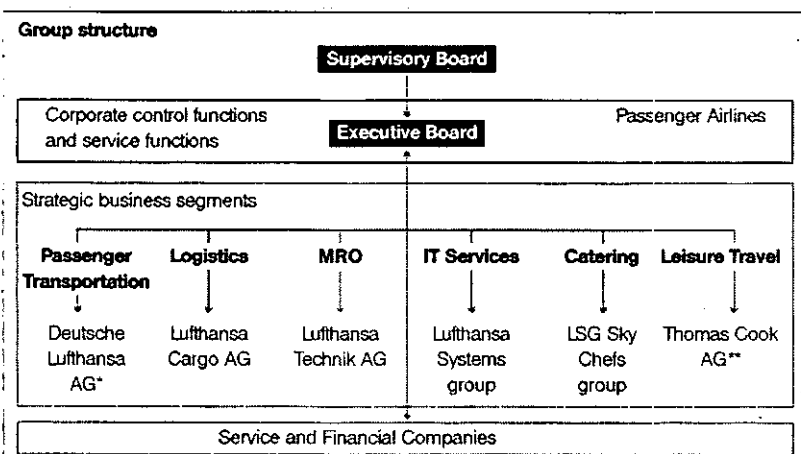 Group structure
Supervisory Board
Corporate control functions
and service functions
Executive Board
Passenger Airlines
Strategic business segments
Passenger
Transportation
Logistics
MRO
IT Services
Catering
Leisure Travel
Deutsche
Lufthansa
AG*
Lufthansa
Cargo AG
Lufthansa
Technik AG
Lufthansa
Systems
group
LSG Sky
Chefs
group
Thomas Cook
AG**
Service and Financial Companies